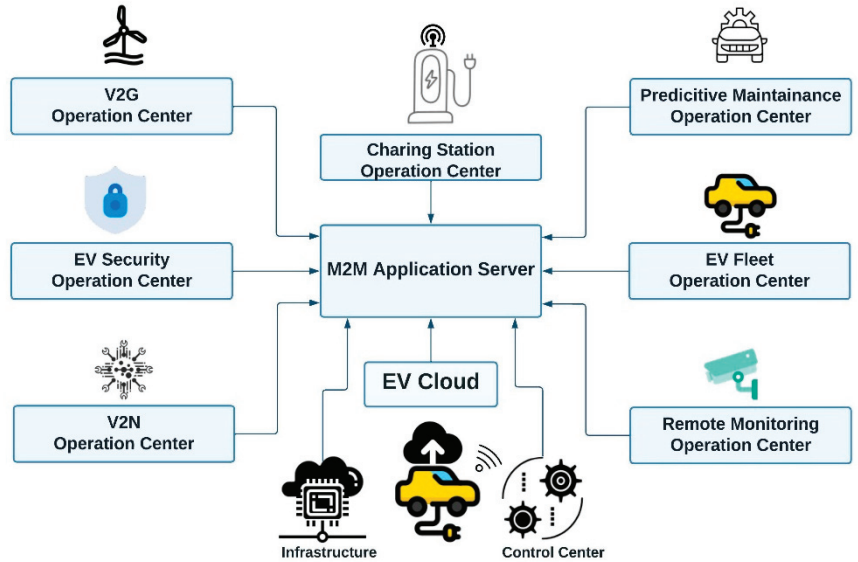 V2G
Operation Center
Charing Station
Operation Center
Predicitive Maintainance
Operation Center
EV Security
Operation Center
M2M Application Server
EV Fleet
Operation Center
EV Cloud
V2N
Operation Center
Remote Monitoring
Operation Center
Infrastructure
Control Center